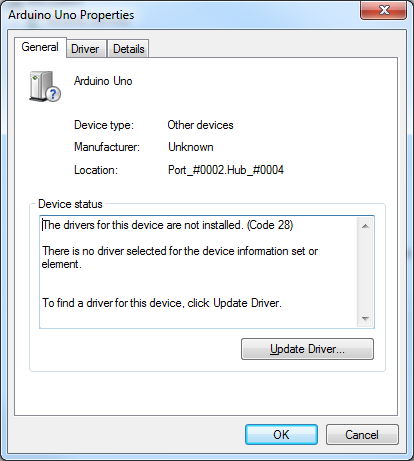 Arduino Uno Properties
General Driver Details
Arduino Uno
Device type: Other devices
Manufacturer: Unknown
Location: Port_#0002.Hub_#0004
Device status
The drivers for this device are not installed. (Code 28)
There is no driver selected for the device information set or
element.
To find a driver for this device, click Update Driver.
Update Driver...
OK Cancel